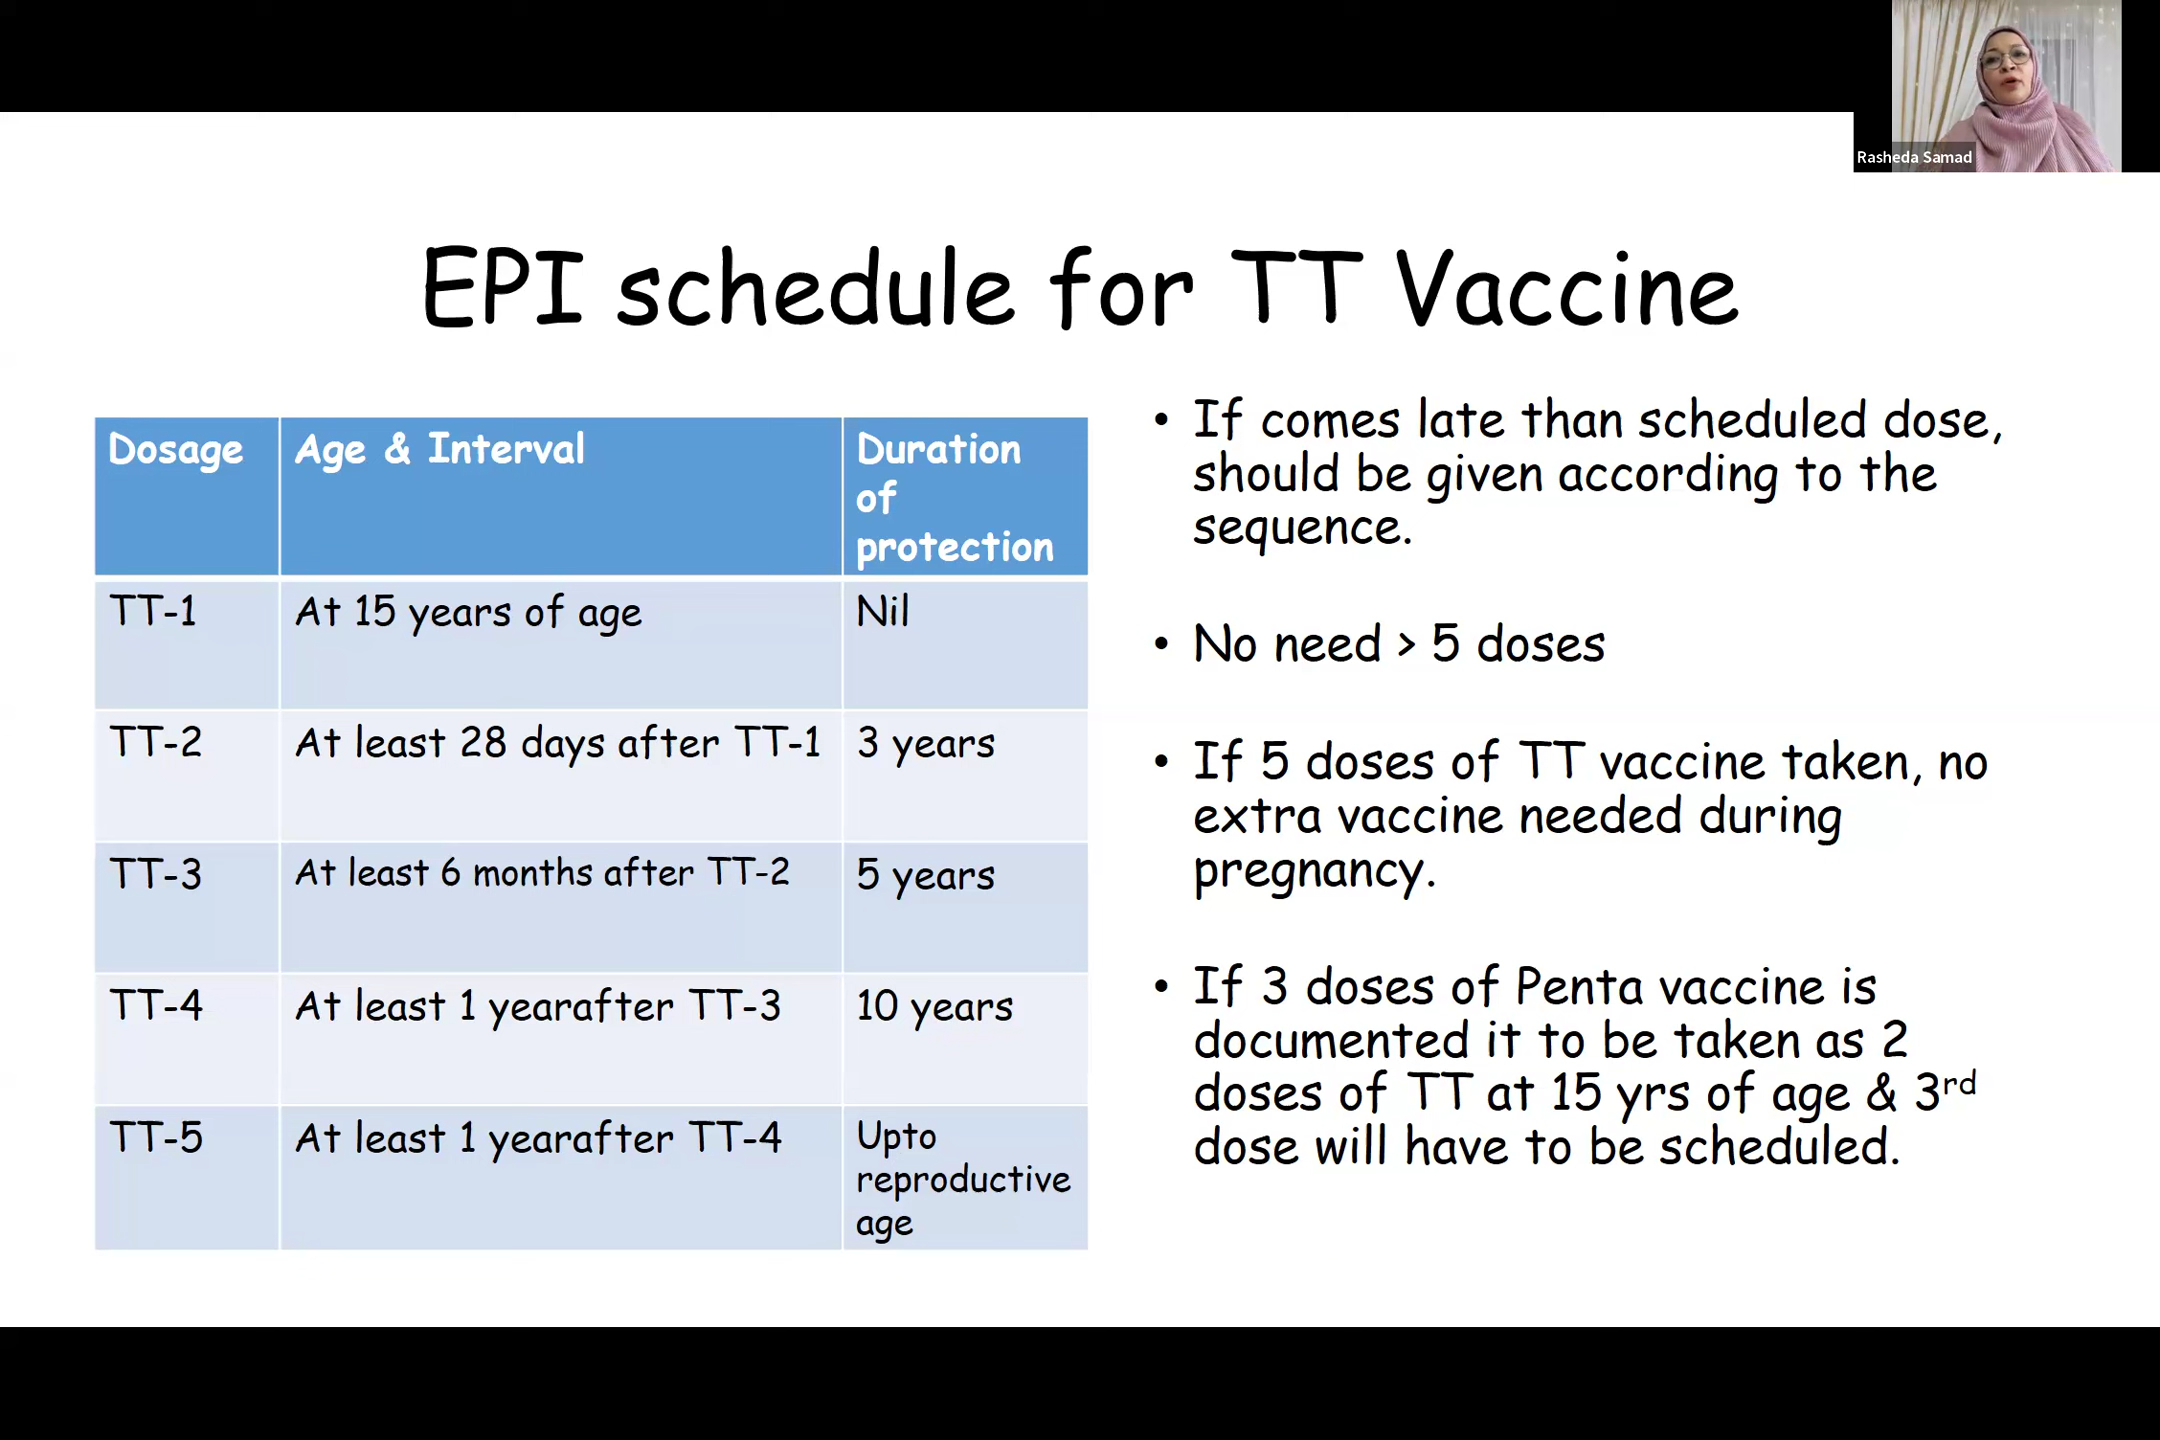 Rasheda Samad
EPI schedule for TT Vaccine
Dosage
Age & Interval
Duration
of
protection
TT-1
At 15 years of age
Nil
TT-2
At least 28 days after TT-1
3 years
TT-3
At least 6 months after TT-2
5 years
TT-4
At least 1 yearafter TT-3
10 years
TT-5
At least 1 yearafter TT-4
Upto
reproductive
age
• If comes late than scheduled dose,
should be given according to the
sequence.
• No need > 5 doses
• If 5 doses of TT vaccine taken, no
extra vaccine needed during
pregnancy.
• If 3 doses of Penta vaccine is
documented it to be taken as 2
doses of TT at 15 yrs of age & 3rd
dose will have to be scheduled.